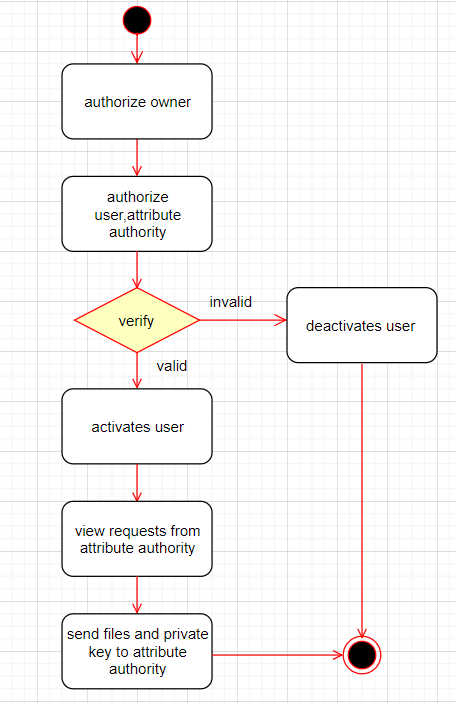 authorize owner
authorize
user,attribute
authority
invalid
verify
deactivates user
valid
activates user
view requests from
attribute authority
send files and private
key to attribute
authority